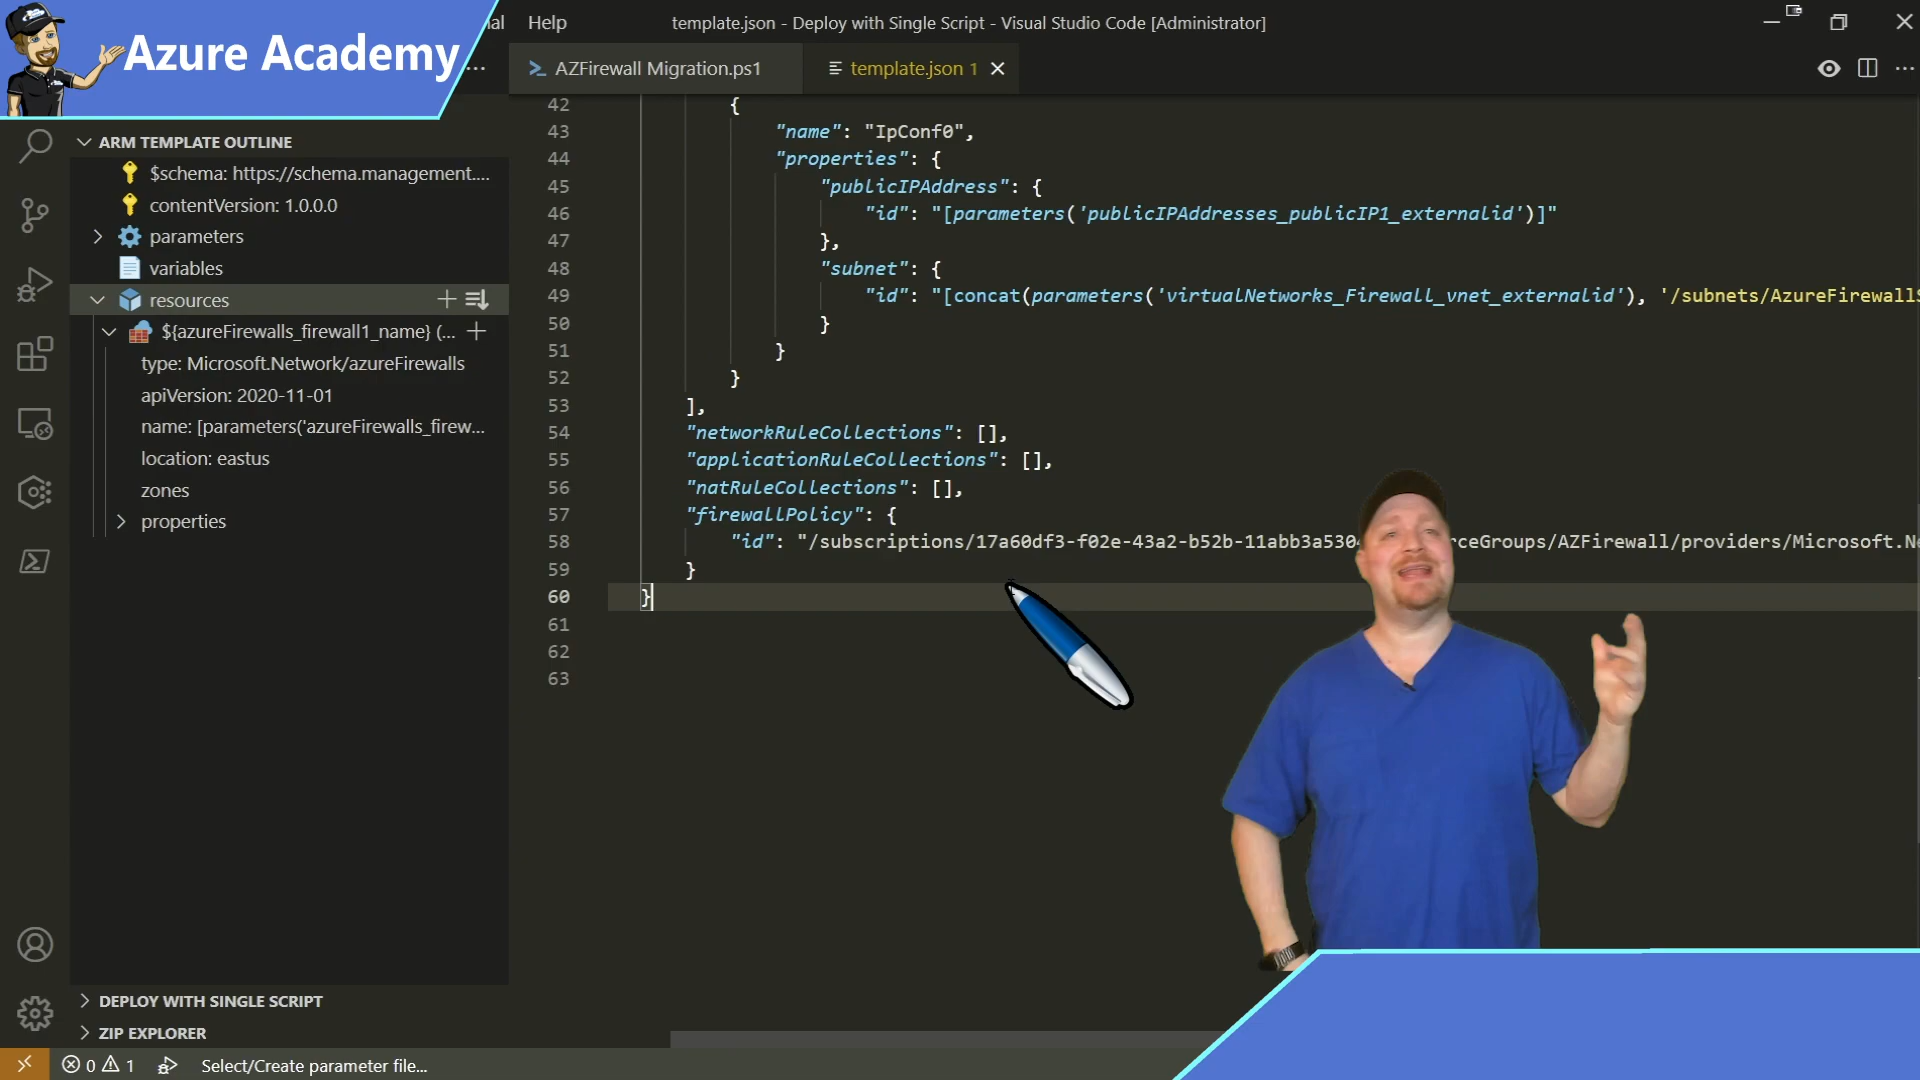 Azure Academy
al Help
template.json - Deploy with Single Script - Visual Studio Code [Administrator]
AZFirewall Migration.ps1
template.json 1
ARM TEMPLATE OUTLINE
$schema: https://schema.management....
contentVersion: 1.0.0.0
parameters
variables
resources
${azureFirewalls_firewall1_name} (...
type: Microsoft.Network/azureFirewalls
apiVersion: 2020-11-01
name: [parameters('azureFirewalls_firew...
location: eastus
zones
properties
DEPLOY WITH SINGLE SCRIPT
ZIP EXPLORER
42 {
43 "name": "IpConf0",
44 "properties": {
45 "publicIPAddress": {
46 "id": "[parameters('publicIPAddresses_publicIP1_externalid')]"
47 },
48 "subnet": {
49 "id": "[concat(parameters('virtualNetworks_Firewall_vnet_externalid'), '/subnets/AzureFirewallS
50 }
51 }
52 }
53 ],
54 "networkRuleCollections": [],
55 "applicationRuleCollections": [],
56 "natRuleCollections": [],
57 "firewallPolicy": {
58 "id": "/subscriptions/17a60df3-f02e-43a2-b52b-11abb3a530 rceGroups/AZFirewall/providers/Microsoft.Ne
59 }
60 }
61
62
63
0 1 Select/Create parameter file...